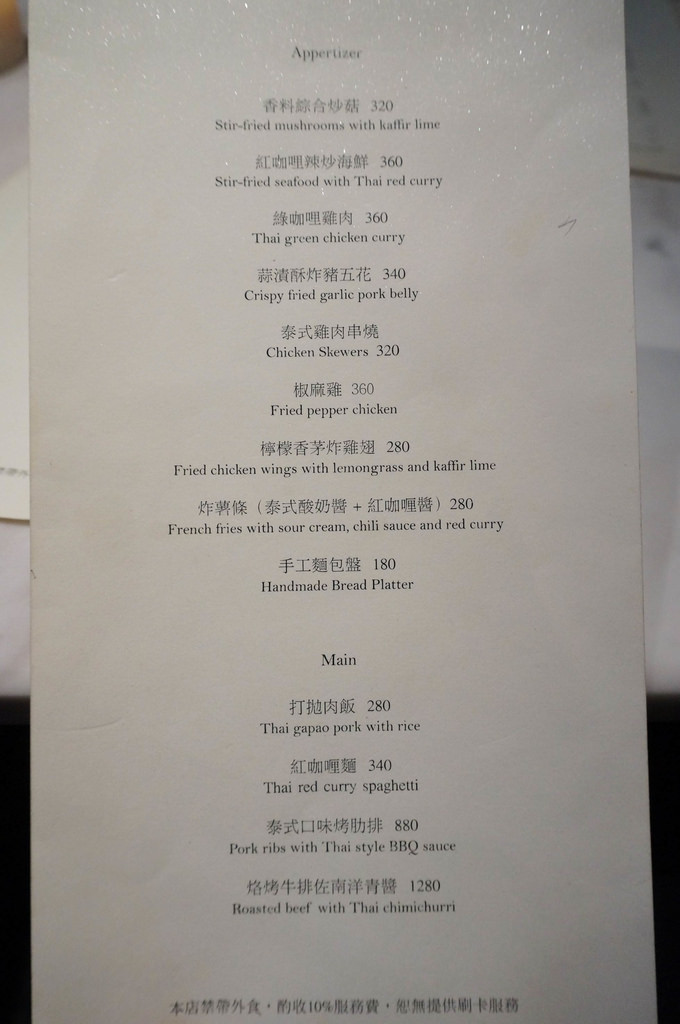 Appertizer
香料綜合炒菇 320
Stir-fried mushrooms with kaffir lime
紅咖哩辣炒海鮮 360
Stir-fried seafood with Thai red curry
綠咖哩雞肉 360
Thai green chicken curry
蒜漬酥炸豬五花 340
Crispy fried garlic pork belly
泰式雞肉串燒
Chicken Skewers 320
椒麻雞 360
Fried pepper chicken
檸檬香茅炸雞翅 280
Fried chicken wings with lemongrass and kaffir lime
炸薯條（泰式酸奶醬 + 紅咖喱醬）280
French fries with sour cream, chili sauce and red curry
手工麵包盤 180
Handmade Bread Platter
Main
打拋肉飯 280
Thai gapao pork with rice
紅咖喱麵 340
Thai red curry spaghetti
泰式口味烤肋排 880
Pork ribs with Thai style BBQ sauce
烙烤牛排佐南洋青醬 1280
Roasted beef with Thai chimichurri
本店禁帶外食，酌收10%服務費，恕無提供刷卡服務